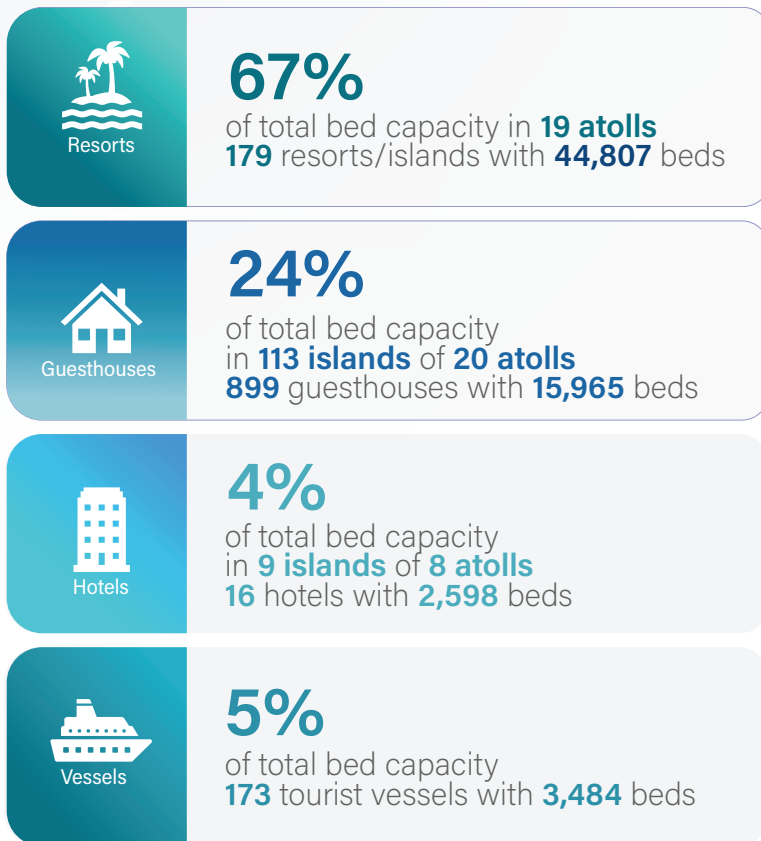 Resorts
67%
of total bed capacity in 19 atolls
179 resorts/islands with 44,807 beds
Guesthouses
24%
of total bed capacity
in 113 islands of 20 atolls
899 guesthouses with 15,965 beds
Hotels
4%
of total bed capacity
in 9 islands of 8 atolls
16 hotels with 2,598 beds
Vessels
5%
of total bed capacity
173 tourist vessels with 3,484 beds